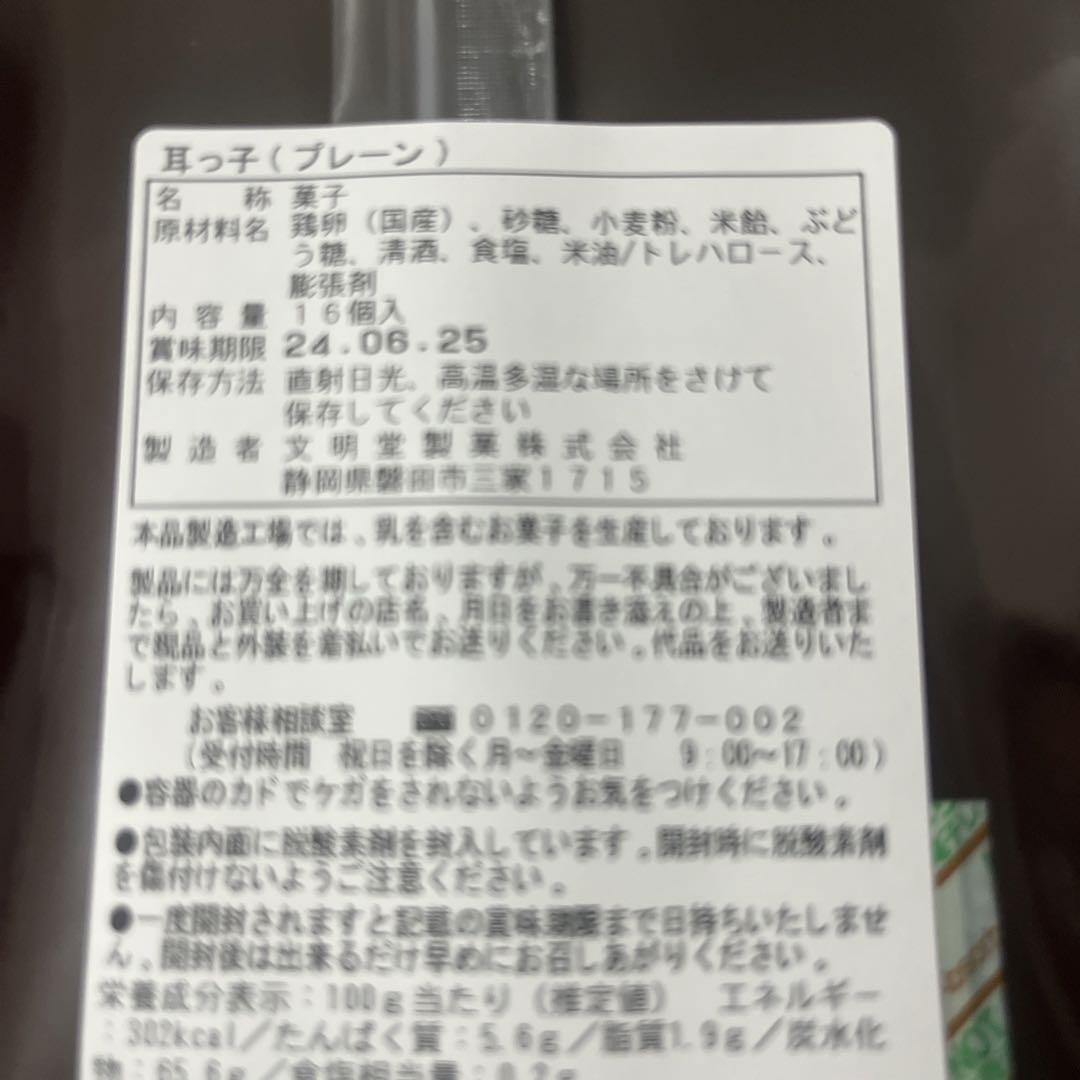 耳っ子(プレーン)
名称 菓子
原材料名 鶏卵(国産)、砂糖、小麦粉、米飴、ぶど
う糖、清酒、食塩、米油/トレハロース、
膨張剤
内容量 16個入
賞味期限 24.06.25
保存方法 直射日光、高温多湿な場所をさけて
保存してください
製造者 文明堂製菓株式会社
静岡県磐田市三家1715
本品製造工場では、乳を含むお菓子を生産しております。
製品には万全を期しておりますが、万一不具合がございまし
たら、お買い上げの店名、月日をお書き添えの上、製造者ま
で現品と外装を着払いでお送りください。代品をお送りいた
します。
お客様相談室 0120-177-002
(受付時間 祝日を除く月〜金曜日 9:00〜17:00)
●容器のカドでケガをされないようお気をつけください。
●包装内面に脱酸素剤を封入しています。開封時に脱酸素剤
を傷付けないようご注意ください。
●一度開封されますと記載の賞味期限まで日持ちいたしませ
ん。開封後は出来るだけ早めにお召しあがりください。
栄養成分表示:100g当たり(推定値) エネルギー
:302kcal/たんぱく質:5.6g/脂質1.9g/炭水化
物:65.6g/食塩相当量:0.2g